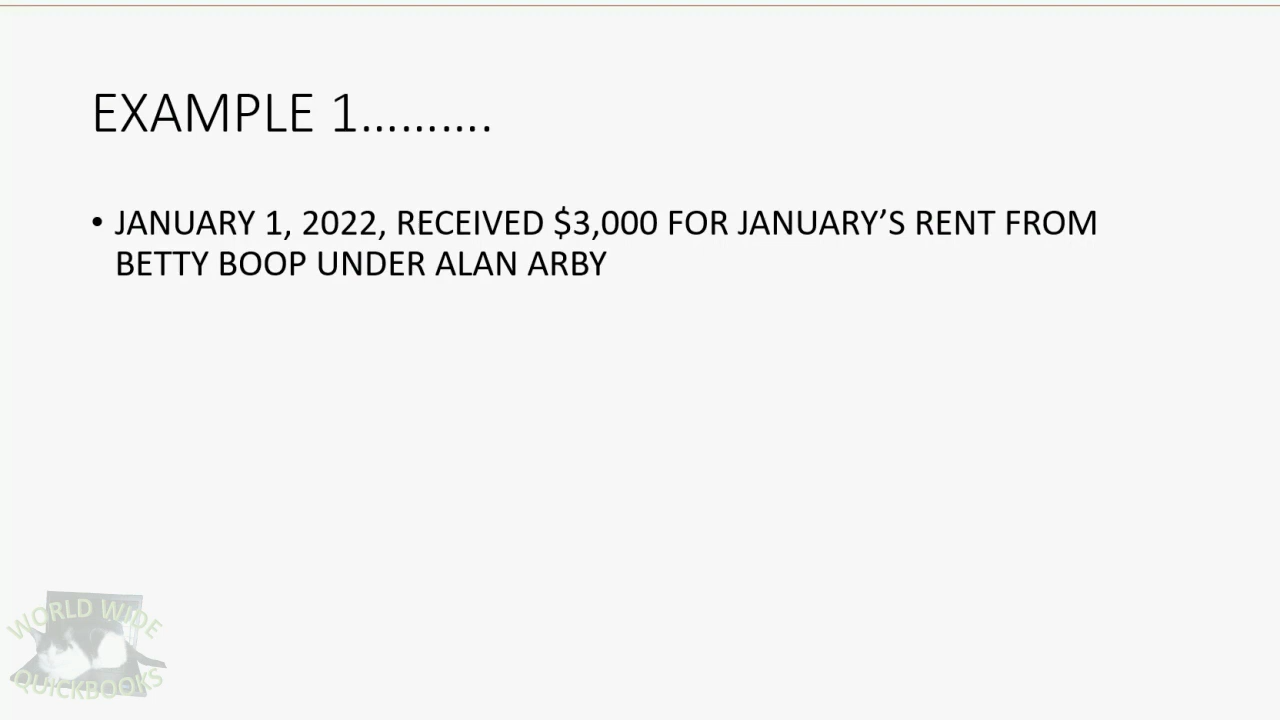 EXAMPLE 1……….
• JANUARY 1, 2022, RECEIVED $3,000 FOR JANUARY’S RENT FROM
BETTY BOOP UNDER ALAN ARBY
WORLD WIDE
QUICKBOOKS